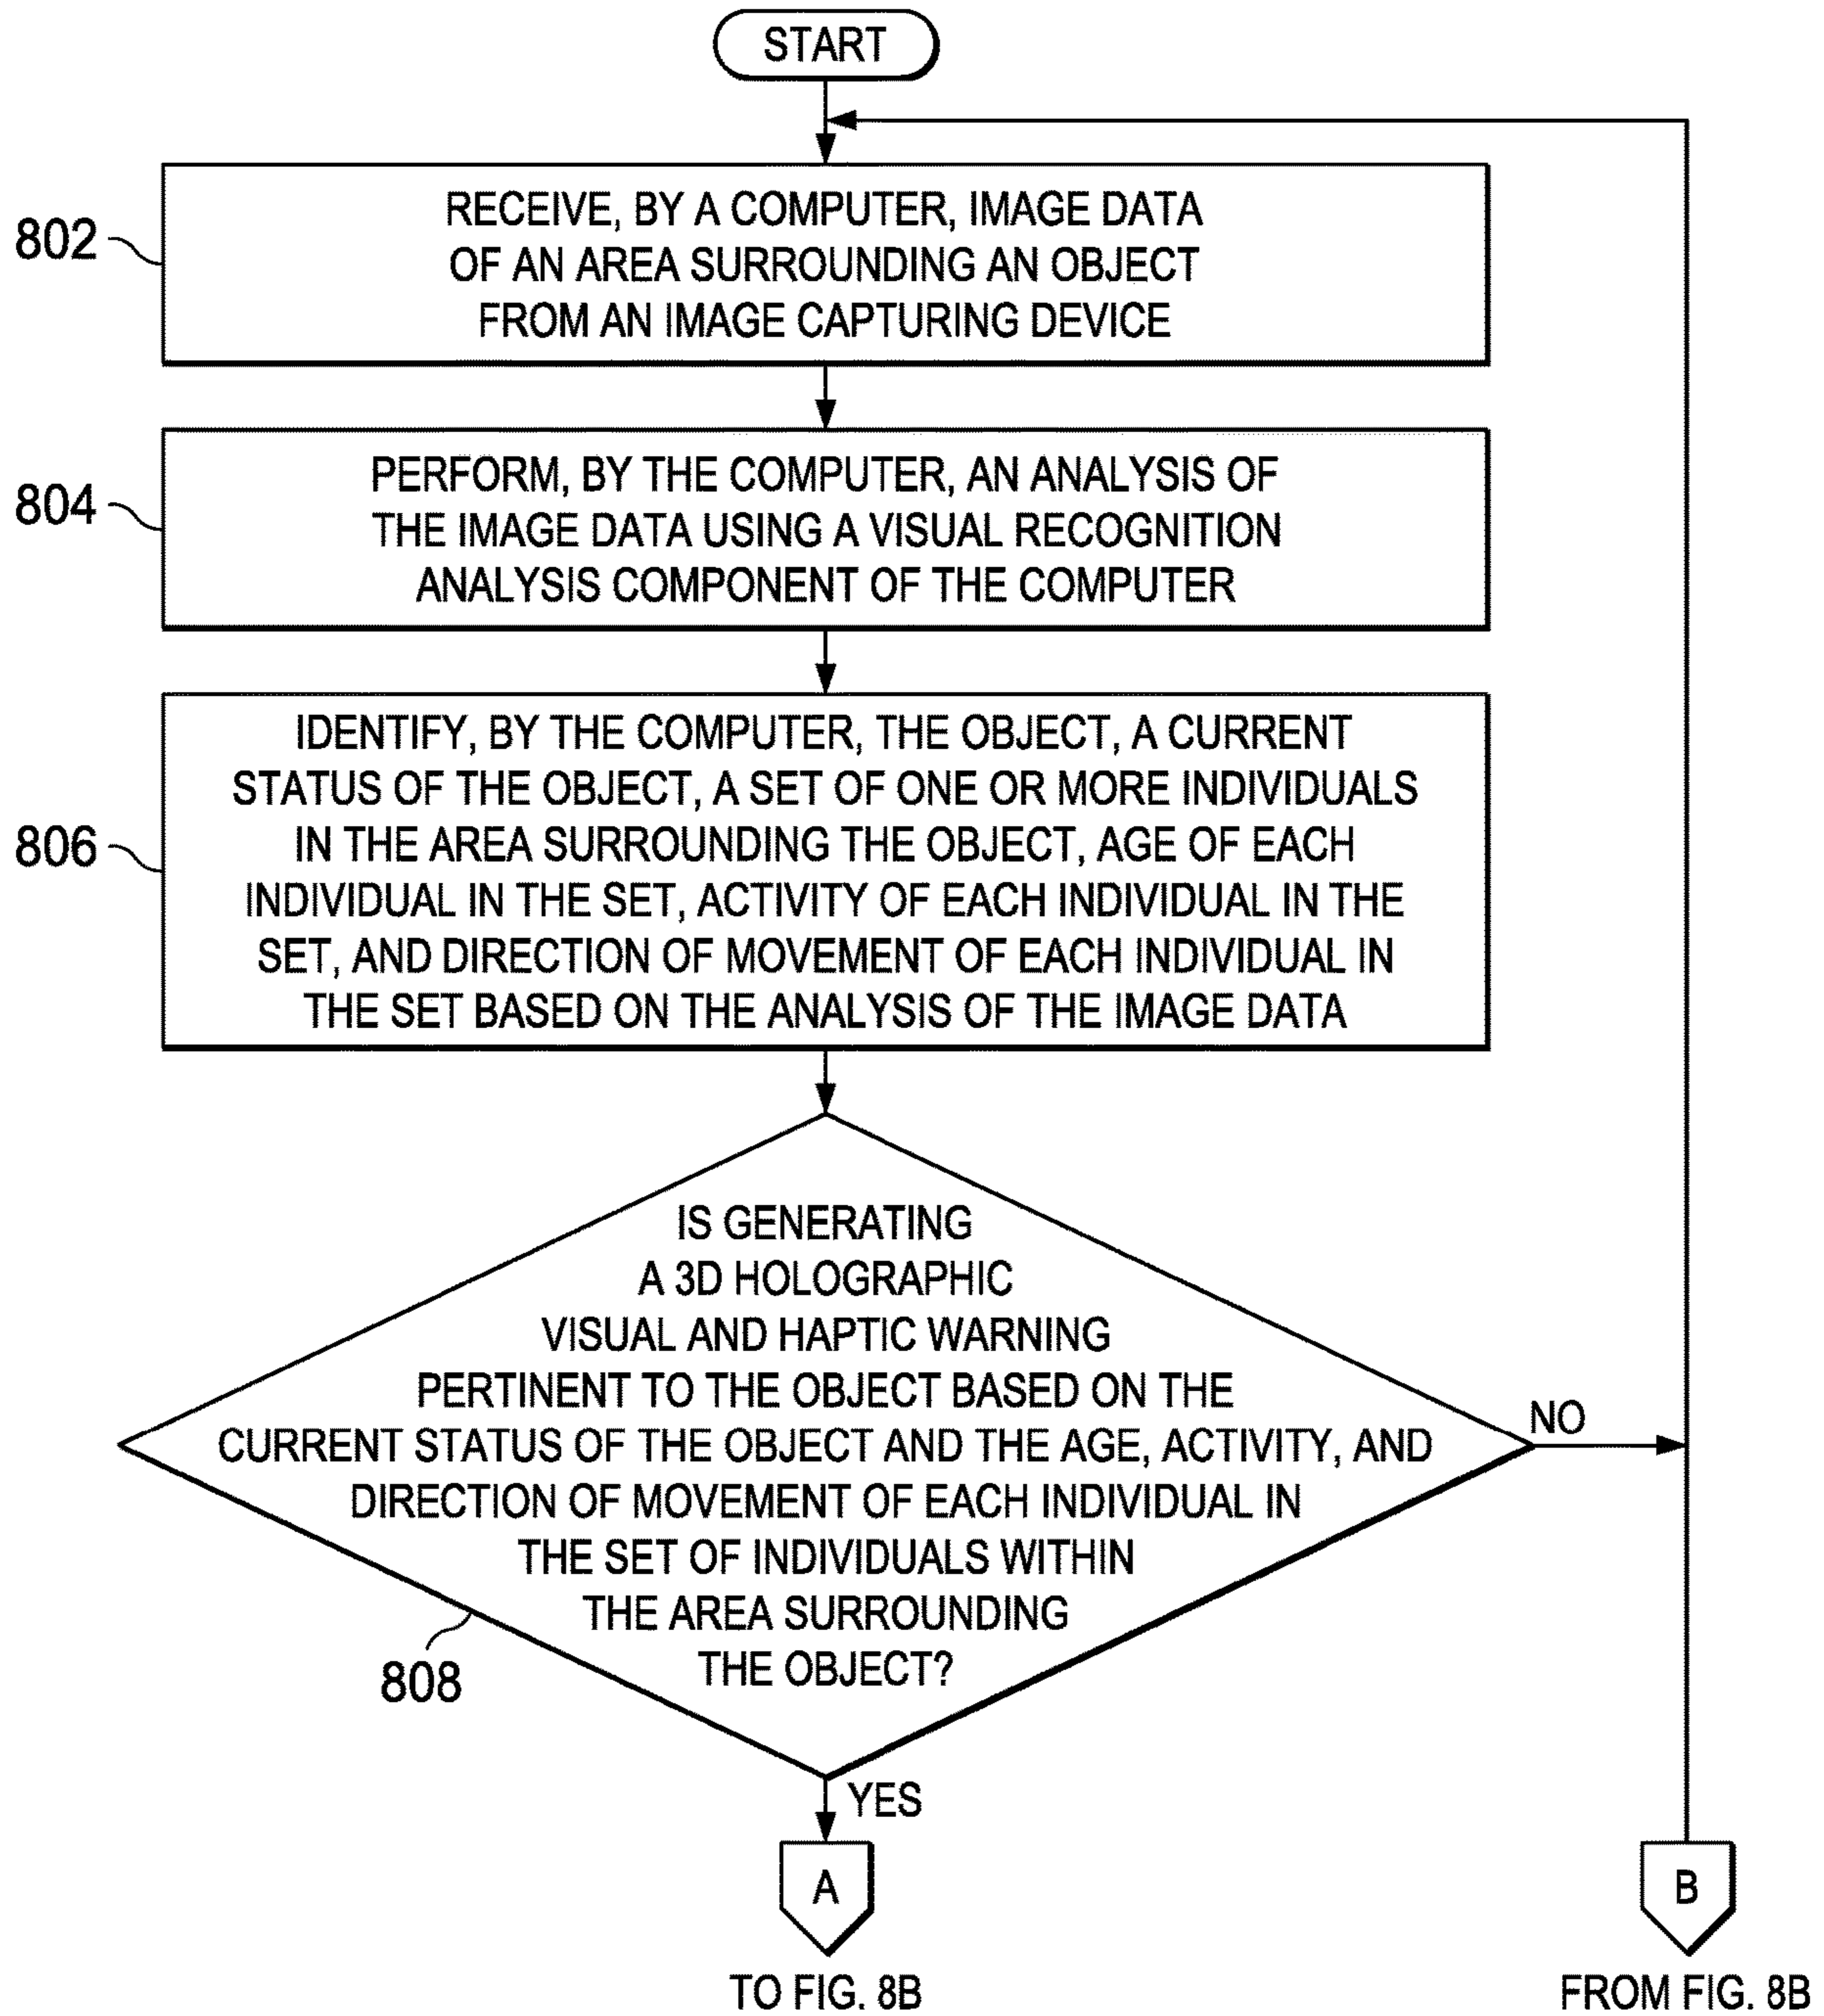 START
802
RECEIVE, BY A COMPUTER, IMAGE DATA
OF AN AREA SURROUNDING AN OBJECT
FROM AN IMAGE CAPTURING DEVICE
804
PERFORM, BY THE COMPUTER, AN ANALYSIS OF
THE IMAGE DATA USING A VISUAL RECOGNITION
ANALYSIS COMPONENT OF THE COMPUTER
806
IDENTIFY, BY THE COMPUTER, THE OBJECT, A CURRENT
STATUS OF THE OBJECT, A SET OF ONE OR MORE INDIVIDUALS
IN THE AREA SURROUNDING THE OBJECT, AGE OF EACH
INDIVIDUAL IN THE SET, ACTIVITY OF EACH INDIVIDUAL IN THE
SET, AND DIRECTION OF MOVEMENT OF EACH INDIVIDUAL IN
THE SET BASED ON THE ANALYSIS OF THE IMAGE DATA
IS GENERATING
A 3D HOLOGRAPHIC
VISUAL AND HAPTIC WARNING
PERTINENT TO THE OBJECT BASED ON THE
CURRENT STATUS OF THE OBJECT AND THE AGE, ACTIVITY, AND
DIRECTION OF MOVEMENT OF EACH INDIVIDUAL IN
THE SET OF INDIVIDUALS WITHIN
THE AREA SURROUNDING
THE OBJECT?
NO
808
YES
A
B
TO FIG. 8B
FROM FIG. 8B